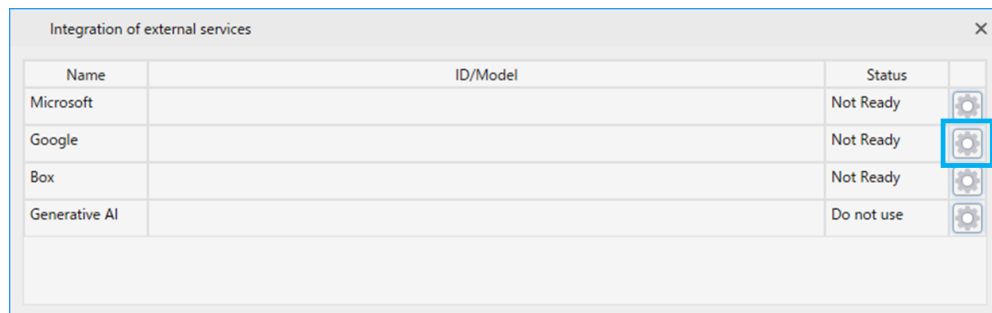 Integration of external services
Name ID/Model Status
Microsoft Not Ready
Google Not Ready
Box Not Ready
Generative AI Do not use